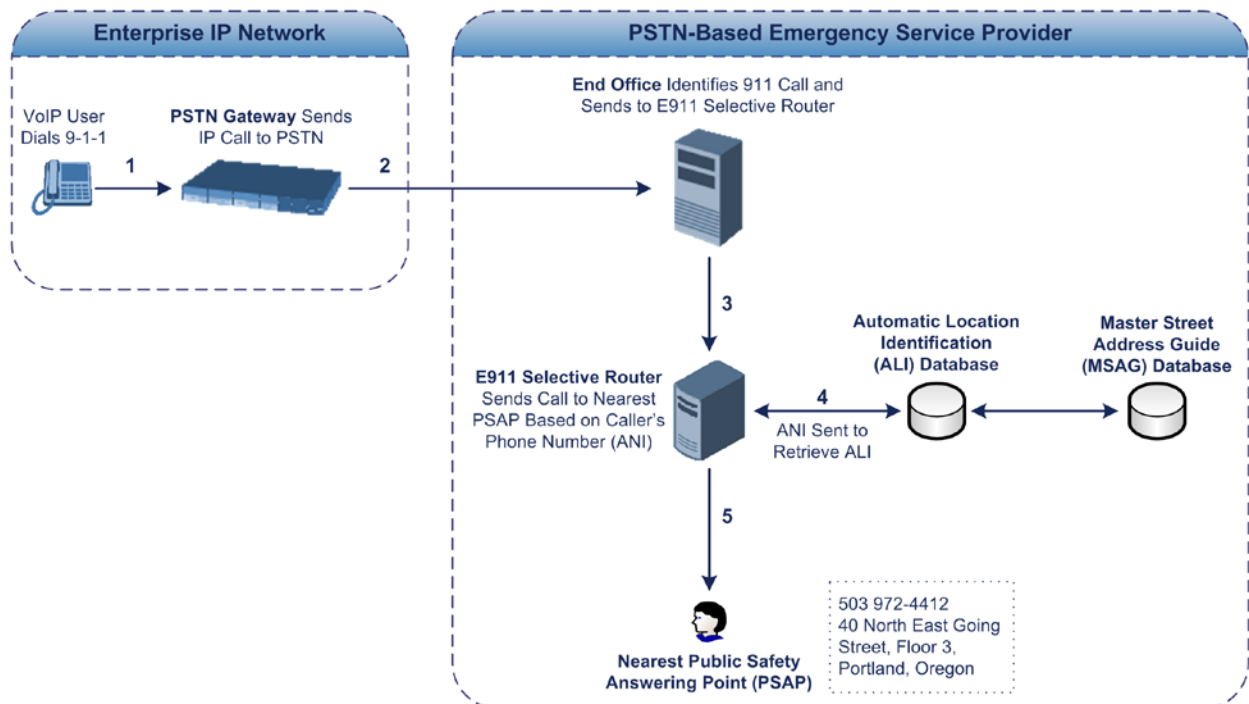 Enterprise IP Network
PSTN-Based Emergency Service Provider
VoIP User
Dials 9-1-1
1
PSTN Gateway Sends
IP Call to PSTN
2
End Office Identifies 911 Call and
Sends to E911 Selective Router
3
E911 Selective Router
Sends Call to Nearest
PSAP Based on Caller's
Phone Number (ANI)
4
ANI Sent to
Retrieve ALI
Automatic Location
Identification
(ALI) Database
Master Street
Address Guide
(MSAG) Database
5
Nearest Public Safety
Answering Point (PSAP)
503 972-4412
40 North East Going
Street, Floor 3,
Portland, Oregon